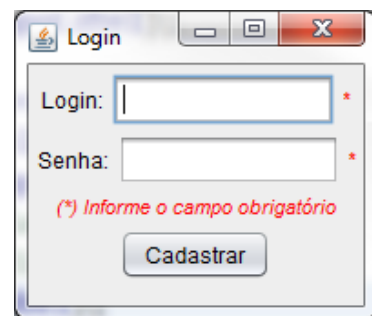 Login
Login: *
Senha: *
(*) Informe o campo obrigatório
Cadastrar